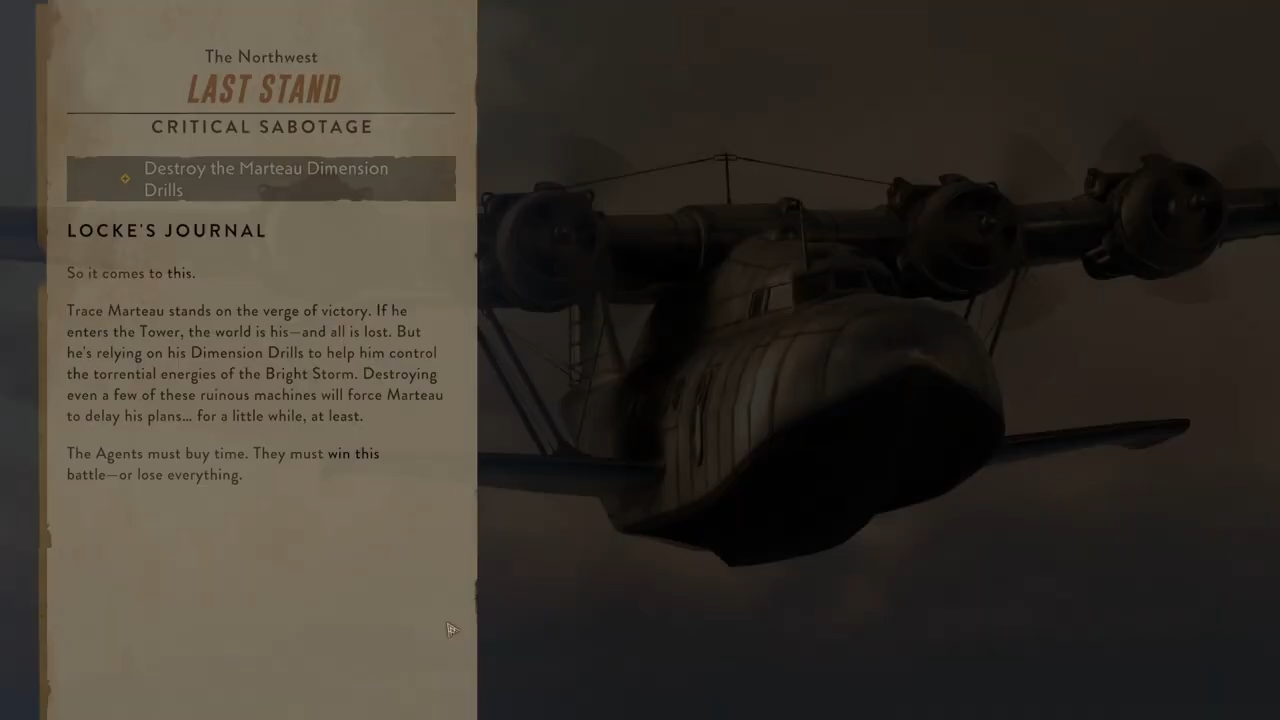 The Northwest
LAST STAND
CRITICAL SABOTAGE
Destroy the Marteau Dimension
Drills
LOCKE'S JOURNAL
So it comes to this.
Trace Marteau stands on the verge of victory. If he
enters the Tower, the world is his—and all is lost. But
he's relying on his Dimension Drills to help him control
the torrential energies of the Bright Storm. Destroying
even a few of these ruinous machines will force Marteau
to delay his plans... for a little while, at least.
The Agents must buy time. They must win this
battle—or lose everything.